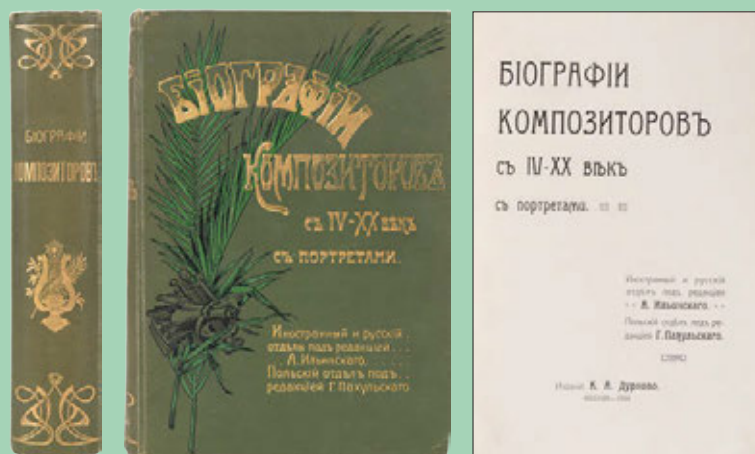 БІОГРАФІИ
КОМПОЗИТОРОВЪ
БІОГРАФІИ
КОМПОЗИТОРОВЪ
съ IV-XX вѣкъ
съ портретами.
Иностранный и русскій
отдѣлы подъ редакціей . . .
А. Ильинскаго. . . . . .
Польскій отдѣлъ подъ . .
редакціей Г. Пахульскаго
БІОГРАФІИ
КОМПОЗИТОРОВЪ
съ IV-XX вѣкъ
съ портретами.
Иностранный и русскій
отдѣлъ подъ редакціей
А. Ильинскаго.
Польскій отдѣлъ подъ ре-
дакціей Г. Пахульскаго.
Изданіе К. А. Дурново.